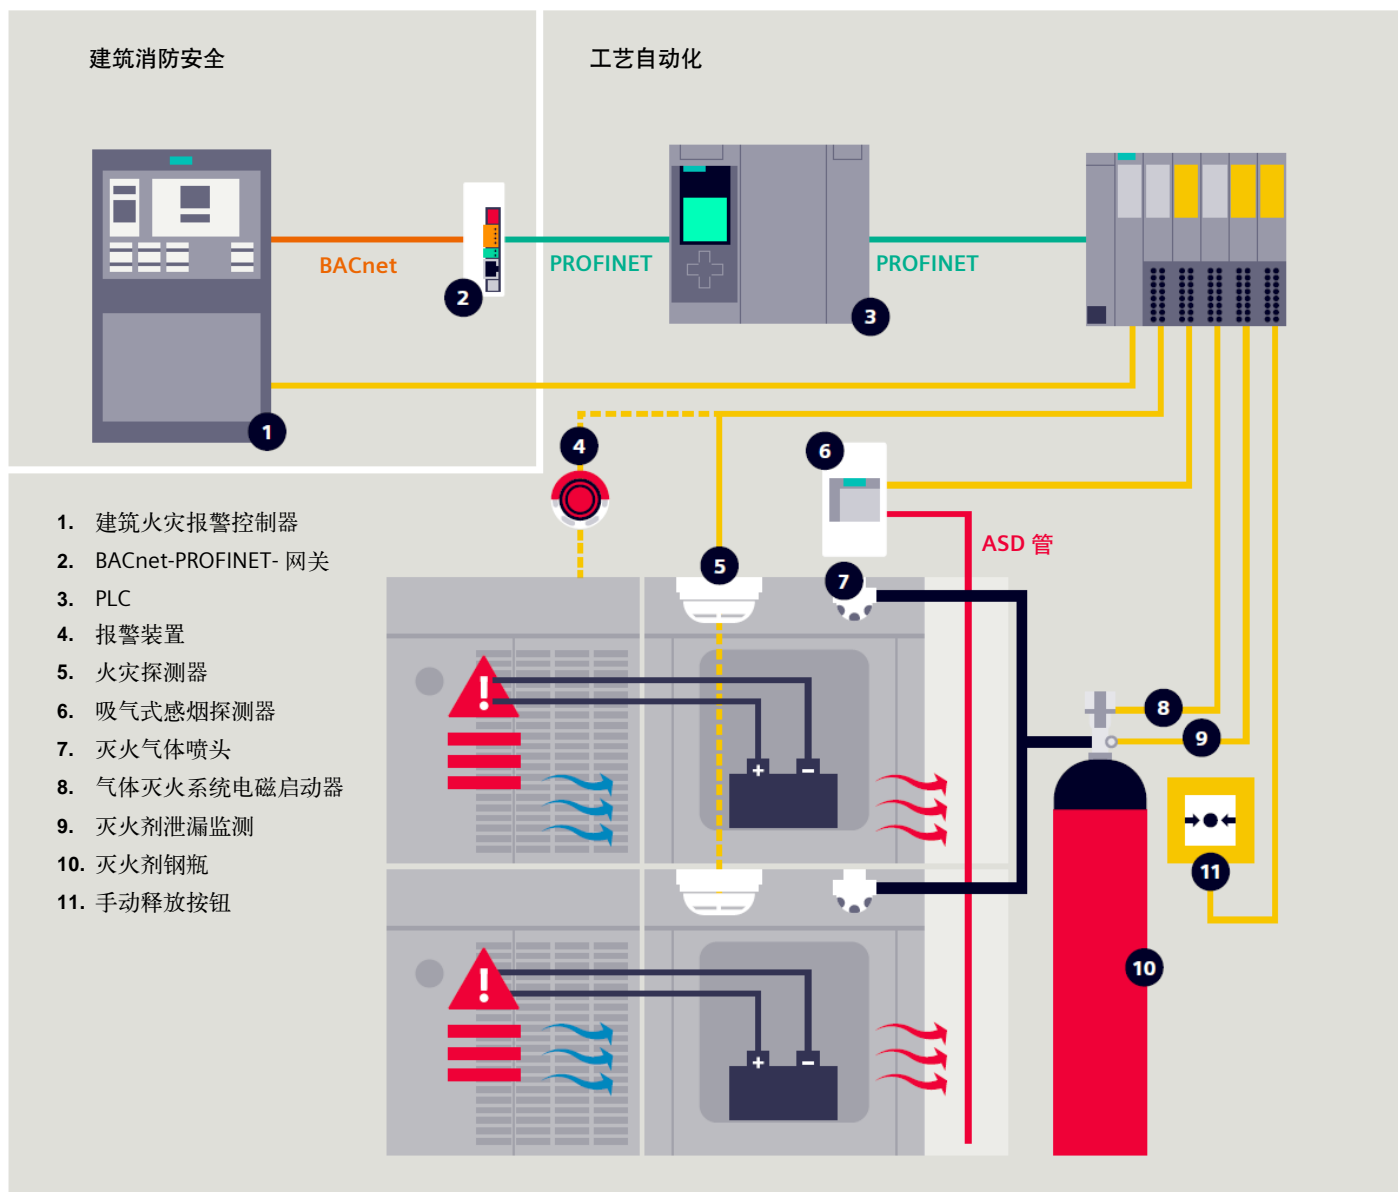 建筑消防安全
工艺自动化
BACnet
PROFINET
PROFINET
2
3
1
4
6
ASD 管
5
7
1. 建筑火灾报警控制器
2. BACnet-PROFINET- 网关
3. PLC
4. 报警装置
5. 火灾探测器
6. 吸气式感烟探测器
7. 灭火气体喷头
8. 气体灭火系统电磁启动器
9. 灭火剂泄漏监测
10. 灭火剂钢瓶
11. 手动释放按钮
!
+ −
8
9
11
!
+ −
10